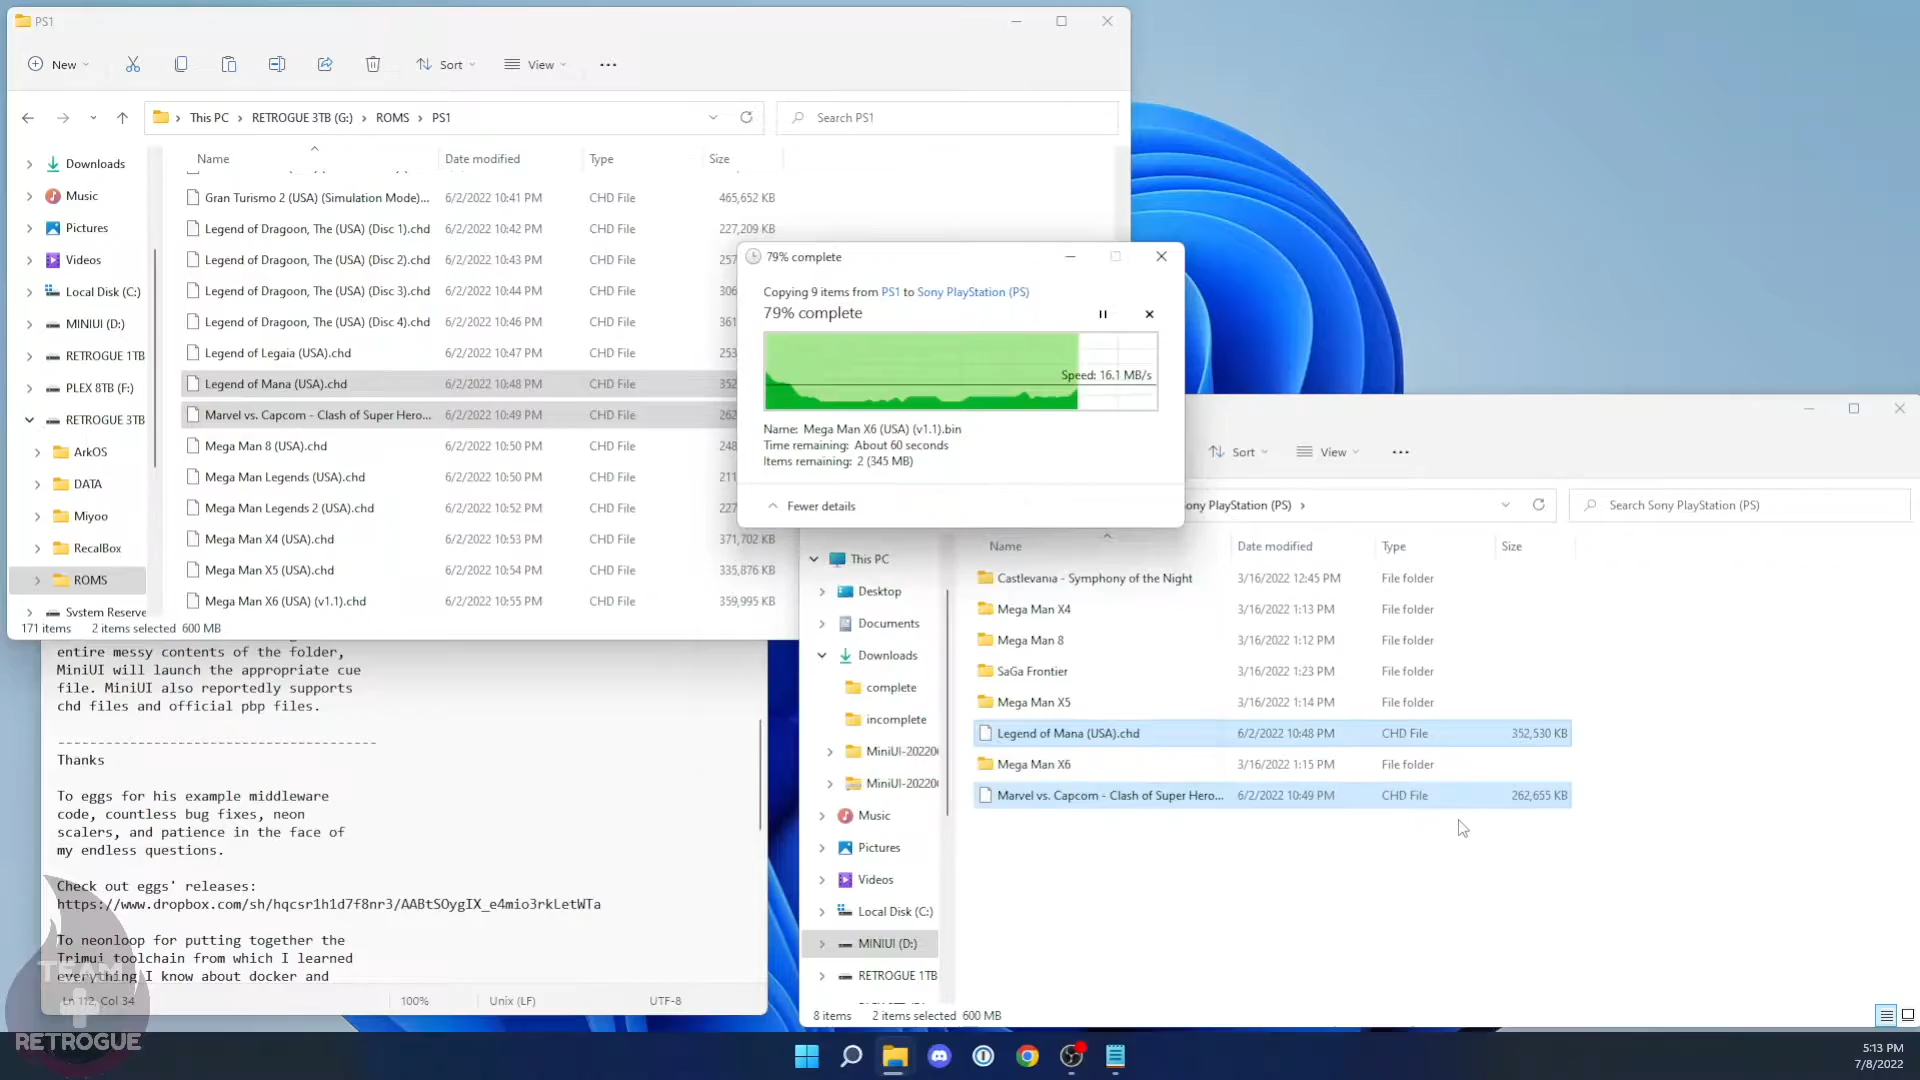 PS1
New
Sort
View
This PC
RETROGUE 3TB (G:)
ROMS
PS1
Search PS1
Name
Date modified
Type
Size
Downloads
Music
Pictures
Videos
Local Disk (C:)
MINIUI (D:)
RETROGUE 1TB
PLEX 8TB (F:)
RETROGUE 3TB
ArkOS
DATA
Miyoo
RecalBox
ROMS
System Reserve
Gran Turismo 2 (USA) (Simulation Mode)... 6/2/2022 10:41 PM CHD File 465,652 KB
Legend of Dragoon, The (USA) (Disc 1).chd 6/2/2022 10:42 PM CHD File 227,209 KB
Legend of Dragoon, The (USA) (Disc 2).chd 6/2/2022 10:43 PM CHD File 257
Legend of Dragoon, The (USA) (Disc 3).chd 6/2/2022 10:44 PM CHD File 306
Legend of Dragoon, The (USA) (Disc 4).chd 6/2/2022 10:46 PM CHD File 361
Legend of Legaia (USA).chd 6/2/2022 10:47 PM CHD File 253
Legend of Mana (USA).chd 6/2/2022 10:48 PM CHD File 352
Marvel vs. Capcom - Clash of Super Hero... 6/2/2022 10:49 PM CHD File 262
Mega Man 8 (USA).chd 6/2/2022 10:50 PM CHD File 248
Mega Man Legends (USA).chd 6/2/2022 10:50 PM CHD File 211
Mega Man Legends 2 (USA).chd 6/2/2022 10:52 PM CHD File 227
Mega Man X4 (USA).chd 6/2/2022 10:53 PM CHD File 371,702 KB
Mega Man X5 (USA).chd 6/2/2022 10:54 PM CHD File 335,876 KB
Mega Man X6 (USA) (v1.1).chd 6/2/2022 10:55 PM CHD File 359,995 KB
171 items 2 items selected 600 MB
79% complete
Copying 9 items from PS1 to Sony PlayStation (PS)
79% complete
Speed: 16.1 MB/s
Name: Mega Man X6 (USA) (v1.1).bin
Time remaining: About 60 seconds
Items remaining: 2 (345 MB)
Fewer details
Sort
View
ony PlayStation (PS)
Search Sony PlayStation (PS)
Name
Date modified
Type
Size
This PC
Desktop
Documents
Downloads
complete
incomplete
MiniUI-20220
MiniUI-20220
Music
Pictures
Videos
Local Disk (C:)
MINIUI (D:)
RETROGUE 1TB
Castlevania - Symphony of the Night 3/16/2022 12:45 PM File folder
Mega Man X4 3/16/2022 1:13 PM File folder
Mega Man 8 3/16/2022 1:12 PM File folder
SaGa Frontier 3/16/2022 1:23 PM File folder
Mega Man X5 3/16/2022 1:14 PM File folder
Legend of Mana (USA).chd 6/2/2022 10:48 PM CHD File 352,530 KB
Mega Man X6 3/16/2022 1:15 PM File folder
Marvel vs. Capcom - Clash of Super Hero... 6/2/2022 10:49 PM CHD File 262,655 KB
8 items 2 items selected 600 MB
entire messy contents of the folder,
MiniUI will launch the appropriate cue
file. MiniUI also reportedly supports
chd files and official pbp files.
----------------------------------------
Thanks
To eggs for his example middleware
code, countless bug fixes, neon
scalers, and patience in the face of
my endless questions.
Check out eggs' releases:
https://www.dropbox.com/sh/hqcsr1h1d7f8nr3/AABtSOygIX_e4mio3rkLetWTa
To neonloop for putting together the
Trimui toolchain from which I learned
everything I know about docker and
Ln 112, Col 34
100%
Unix (LF)
UTF-8
TEAM
RETROGUE
5:13 PM
7/8/2022